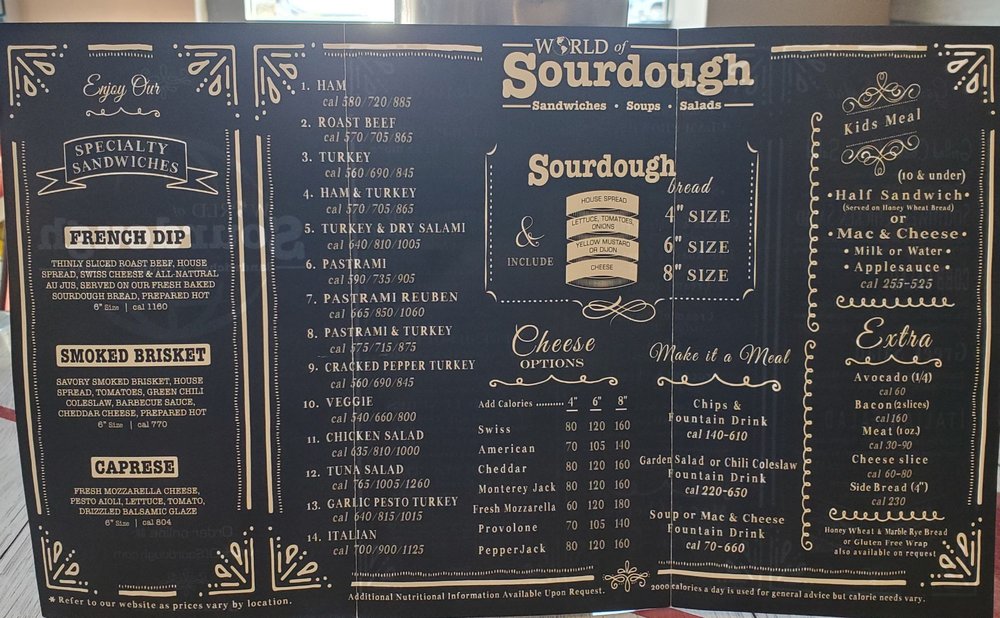 Enjoy Our
SPECIALTY
SANDWICHES
FRENCH DIP
THINLY SLICED ROAST BEEF, HOUSE
SPREAD, SWISS CHEESE & ALL-NATURAL
AU JUS, SERVED ON OUR FRESH BAKED
SOURDOUGH BREAD, PREPARED HOT
6" Size | cal 1160
SMOKED BRISKET
SAVORY SMOKED BRISKET, HOUSE
SPREAD, TOMATOES, GREEN CHILI
COLESLAW, BARBECUE SAUCE,
CHEDDAR CHEESE, PREPARED HOT
6" Size | cal 770
CAPRESE
FRESH MOZZARELLA CHEESE,
PESTO AIOLI, LETTUCE, TOMATO,
DRIZZLED BALSAMIC GLAZE
6" Size | cal 804
* Refer to our website as prices vary by location.
1. HAM
cal 580/720/885
2. ROAST BEEF
cal 570/705/865
3. TURKEY
cal 560/690/845
4. HAM & TURKEY
cal 570/705/865
5. TURKEY & DRY SALAMI
cal 640/810/1005
6. PASTRAMI
cal 590/735/905
7. PASTRAMI REUBEN
cal 665/850/1060
8. PASTRAMI & TURKEY
cal 575/715/875
9. CRACKED PEPPER TURKEY
cal 560/690/845
10. VEGGIE
cal 540/660/800
11. CHICKEN SALAD
cal 635/810/1000
12. TUNA SALAD
cal 765/1005/1260
13. GARLIC PESTO TURKEY
cal 640/815/1015
14. ITALIAN
cal 700/900/1125
WORLD of
Sourdough
Sandwiches • Soups • Salads
Sourdough
bread
& INCLUDE
HOUSE SPREAD
LETTUCE, TOMATOES,
ONIONS
YELLOW MUSTARD
OR DIJON
CHEESE
4" SIZE
6" SIZE
8" SIZE
Cheese
OPTIONS
Add Calories .......... 4" 6" 8"
Swiss 80 120 160
American 70 105 140
Cheddar 80 120 160
Monterey Jack 80 120 160
Fresh Mozzarella 60 120 180
Provolone 70 105 140
PepperJack 80 120 160
Make it a Meal
Chips &
Fountain Drink
cal 140-610
Garden Salad or Chili Coleslaw
Fountain Drink
cal 220-650
Soup or Mac & Cheese
Fountain Drink
cal 70-660
Additional Nutritional Information Available Upon Request.
2000 calories a day is used for general advice but calorie needs vary.
Kids Meal
(10 & under)
•Half Sandwich•
(Served on Honey Wheat Bread)
or
•Mac & Cheese•
•Milk or Water•
•Applesauce•
cal 255-525
Extra
Avocado (1/4)
cal 60
Bacon (2 slices)
cal 160
Meat (1 oz.)
cal 30-90
Cheese slice
cal 60-80
Side Bread (4")
cal 230
Honey Wheat & Marble Rye Bread
or Gluten Free Wrap
also available on request